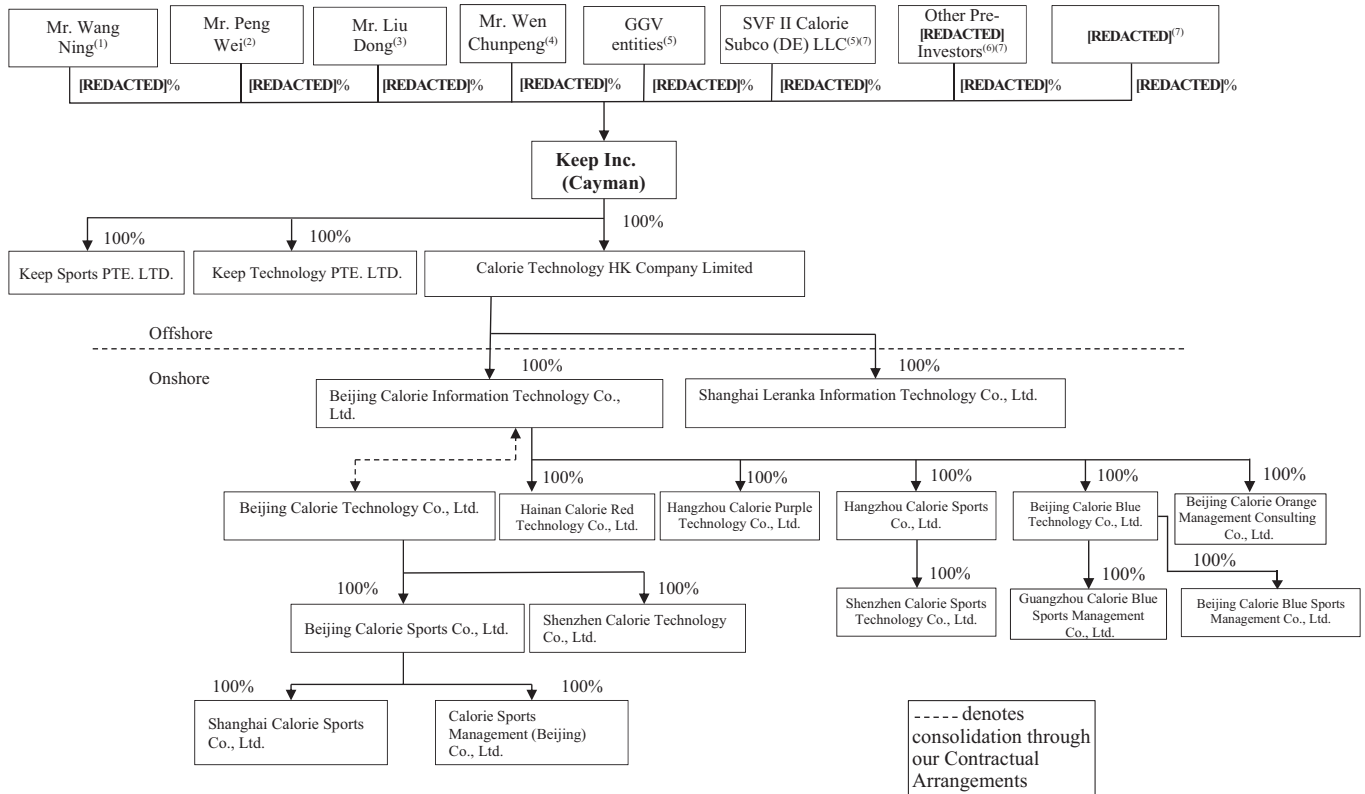 Mr. Wang
Ning(1)
Mr. Peng
Wei(2)
Mr. Liu
Dong(3)
Mr. Wen
Chunpeng(4)
GGV
entities(5)
SVF II Calorie
Subco (DE) LLC(5)(7)
Other Pre-
[REDACTED]
Investors(6)(7)
[REDACTED](7)
[REDACTED]%
[REDACTED]%
[REDACTED]%
[REDACTED]%
[REDACTED]%
[REDACTED]%
[REDACTED]%
[REDACTED]%
Keep Inc.
(Cayman)
100%
100%
100%
Keep Sports PTE. LTD.
Keep Technology PTE. LTD.
Calorie Technology HK Company Limited
Offshore
Onshore
100%
100%
Beijing Calorie Information Technology Co.,
Ltd.
Shanghai Leranka Information Technology Co., Ltd.
100%
100%
100%
100%
100%
Beijing Calorie Technology Co., Ltd.
Hainan Calorie Red
Technology Co., Ltd.
Hangzhou Calorie Purple
Technology Co., Ltd.
Hangzhou Calorie Sports
Co., Ltd.
Beijing Calorie Blue
Technology Co., Ltd.
Beijing Calorie Orange
Management Consulting
Co., Ltd.
100%
100%
100%
100%
100%
Beijing Calorie Sports Co., Ltd.
Shenzhen Calorie Technology
Co., Ltd.
Shenzhen Calorie Sports
Technology Co., Ltd.
Guangzhou Calorie Blue
Sports Management
Co., Ltd.
Beijing Calorie Blue Sports
Management Co., Ltd.
100%
100%
Shanghai Calorie Sports
Co., Ltd.
Calorie Sports
Management (Beijing)
Co., Ltd.
----- denotes
consolidation through
our Contractual
Arrangements